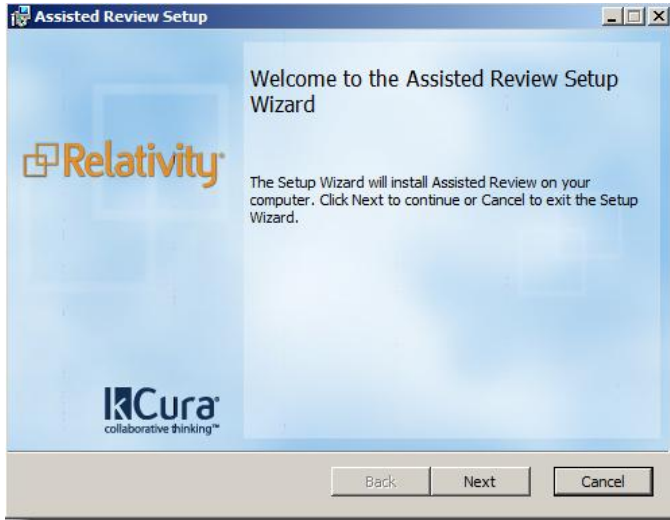 Assisted Review Setup
Welcome to the Assisted Review Setup
Wizard
Relativity
The Setup Wizard will install Assisted Review on your
computer. Click Next to continue or Cancel to exit the Setup
Wizard.
kCura
collaborative thinking™
Back Next Cancel